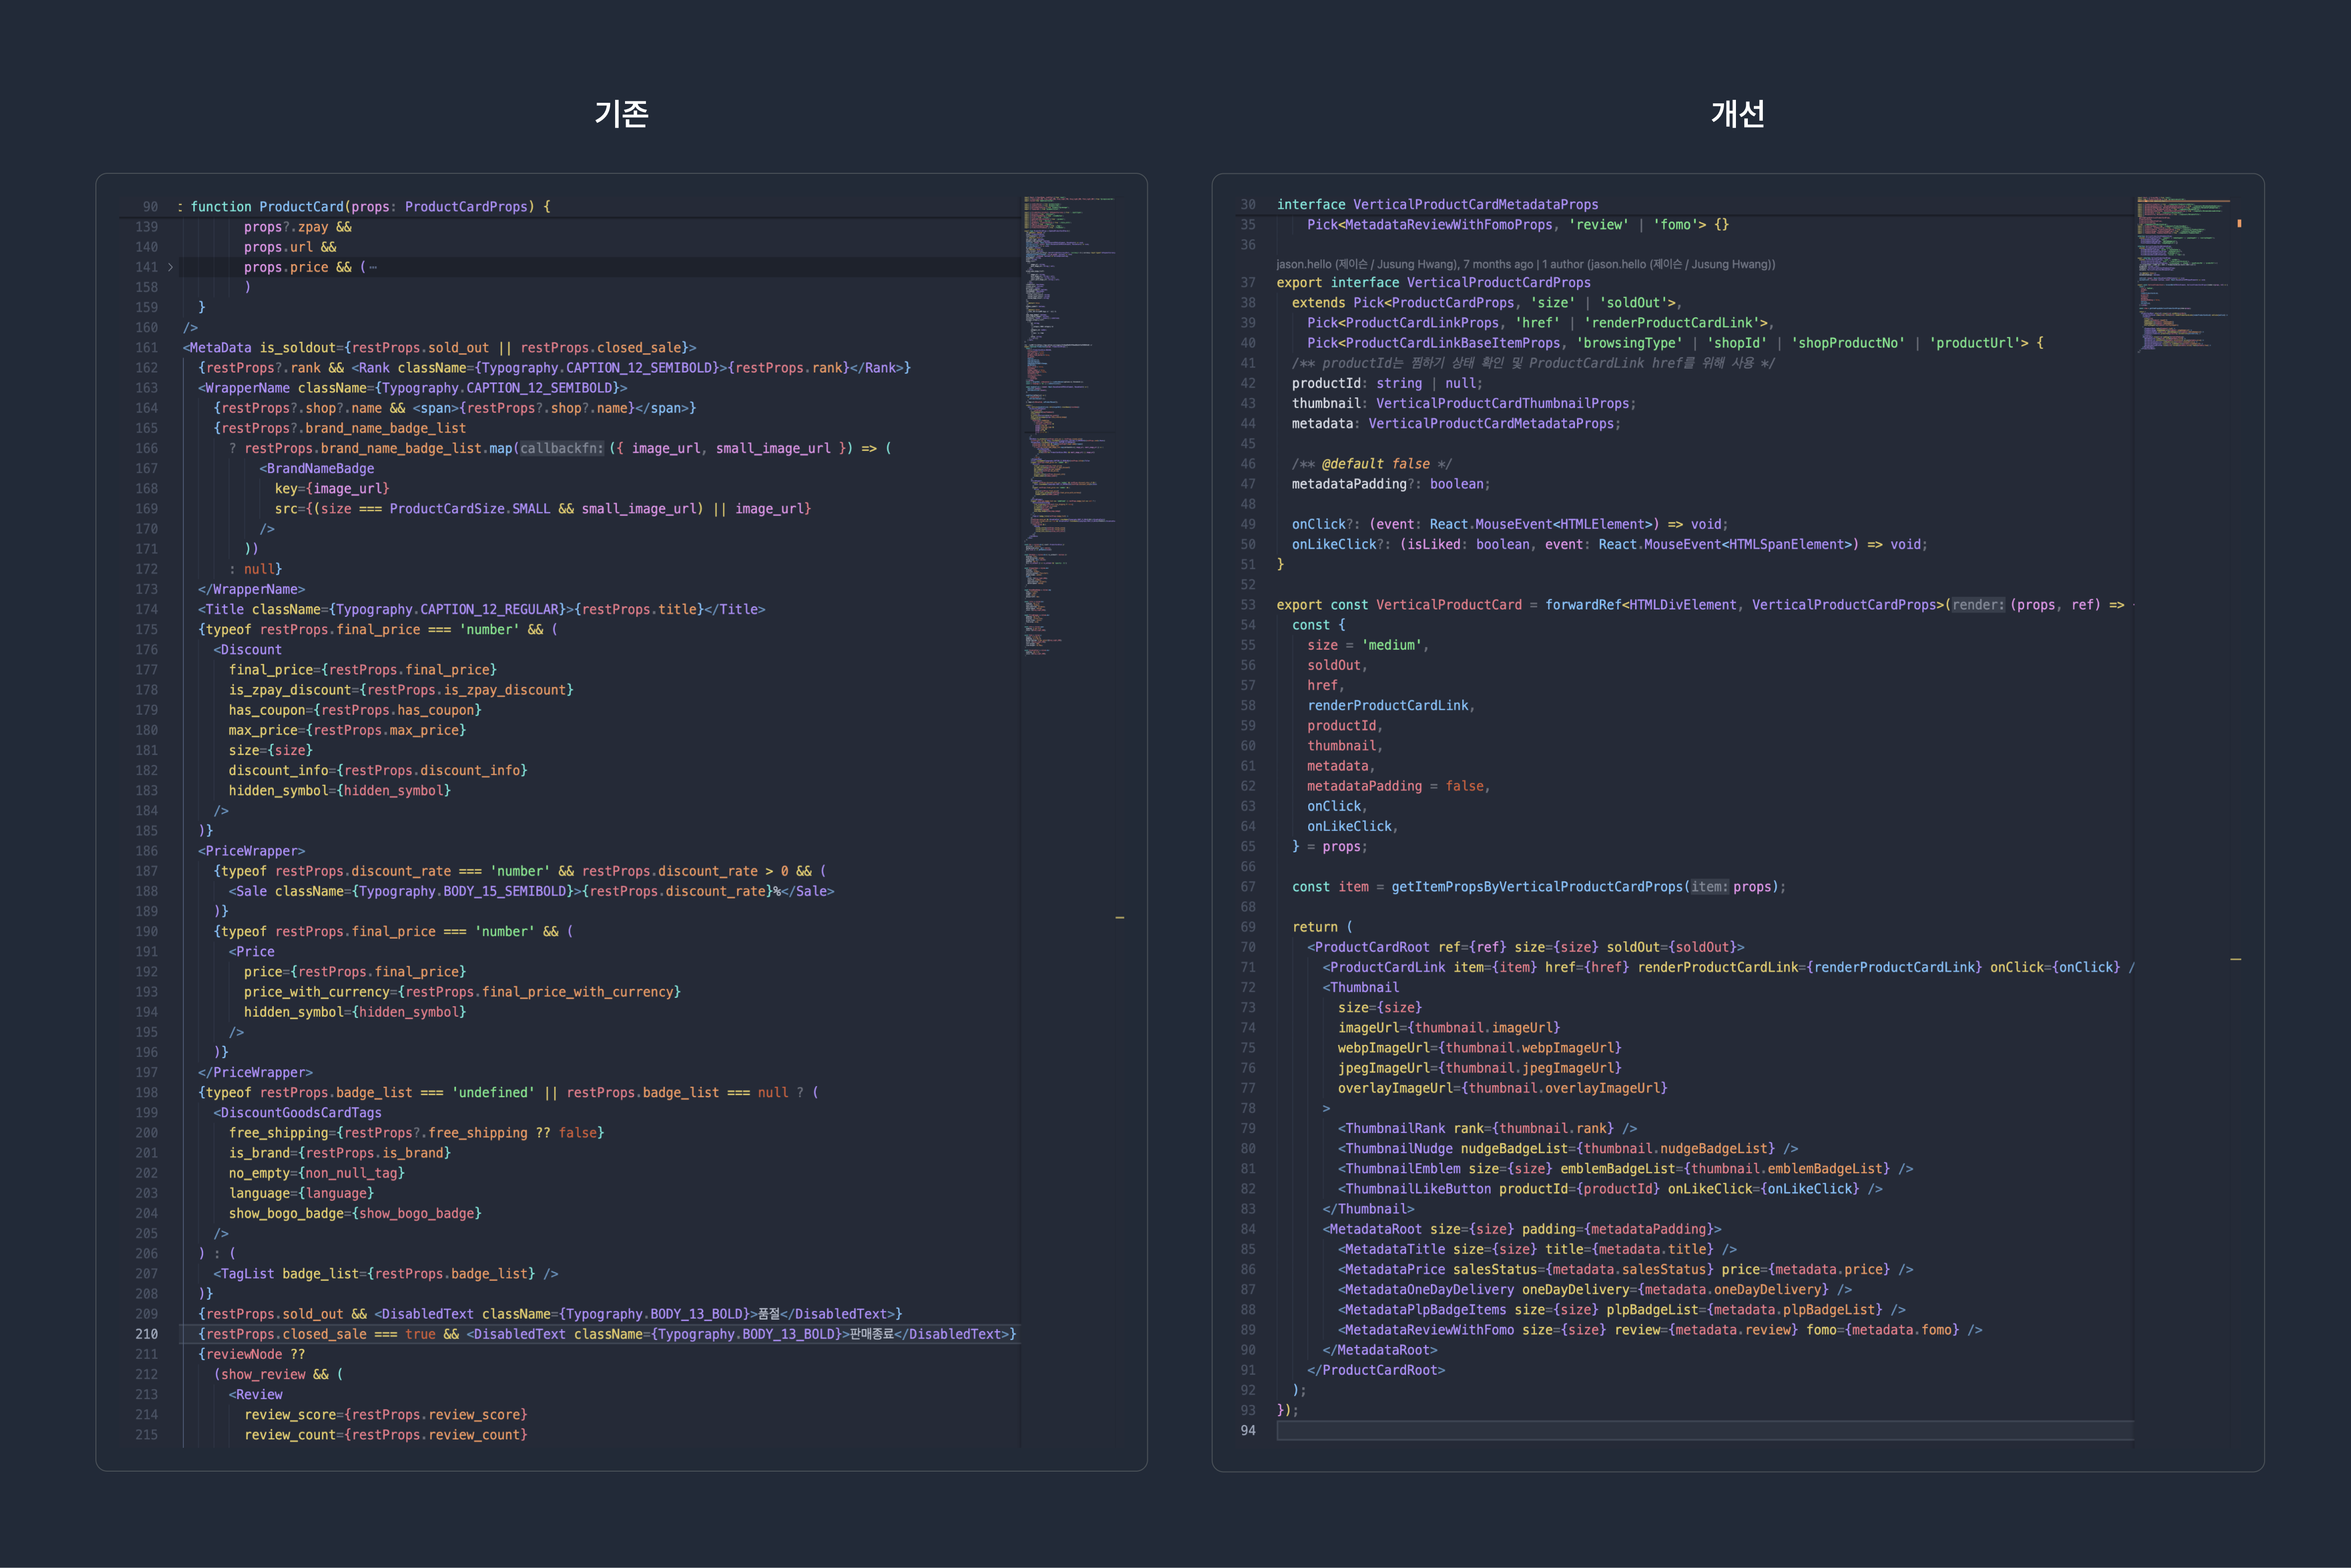 기존
90 function ProductCard(props: ProductCardProps) {
139 props?.zpay &&
140 props.url &&
141 props.price && ( ⋯
158 )
159 }
160 />
161 <MetaData is_soldout={restProps.sold_out || restProps.closed_sale}>
162 {restProps?.rank && <Rank className={Typography.CAPTION_12_SEMIBOLD}>{restProps.rank}</Rank>}
163 <WrapperName className={Typography.CAPTION_12_SEMIBOLD}>
164 {restProps?.shop?.name && <span>{restProps?.shop?.name}</span>}
165 {restProps?.brand_name_badge_list
166 ? restProps.brand_name_badge_list.map(callbackfn: ({ image_url, small_image_url }) => (
167 <BrandNameBadge
168 key={image_url}
169 src={(size === ProductCardSize.SMALL && small_image_url) || image_url}
170 />
171 ))
172 : null}
173 </WrapperName>
174 <Title className={Typography.CAPTION_12_REGULAR}>{restProps.title}</Title>
175 {typeof restProps.final_price === 'number' && (
176 <Discount
177 final_price={restProps.final_price}
178 is_zpay_discount={restProps.is_zpay_discount}
179 has_coupon={restProps.has_coupon}
180 max_price={restProps.max_price}
181 size={size}
182 discount_info={restProps.discount_info}
183 hidden_symbol={hidden_symbol}
184 />
185 )}
186 <PriceWrapper>
187 {typeof restProps.discount_rate === 'number' && restProps.discount_rate > 0 && (
188 <Sale className={Typography.BODY_15_SEMIBOLD}>{restProps.discount_rate}%</Sale>
189 )}
190 {typeof restProps.final_price === 'number' && (
191 <Price
192 price={restProps.final_price}
193 price_with_currency={restProps.final_price_with_currency}
194 hidden_symbol={hidden_symbol}
195 />
196 )}
197 </PriceWrapper>
198 {typeof restProps.badge_list === 'undefined' || restProps.badge_list === null ? (
199 <DiscountGoodsCardTags
200 free_shipping={restProps?.free_shipping ?? false}
201 is_brand={restProps.is_brand}
202 no_empty={non_null_tag}
203 language={language}
204 show_bogo_badge={show_bogo_badge}
205 />
206 ) : (
207 <TagList badge_list={restProps.badge_list} />
208 )}
209 {restProps.sold_out && <DisabledText className={Typography.BODY_13_BOLD}>품절</DisabledText>}
210 {restProps.closed_sale === true && <DisabledText className={Typography.BODY_13_BOLD}>판매종료</DisabledText>}
211 {reviewNode ??
212 (show_review && (
213 <Review
214 review_score={restProps.review_score}
215 review_count={restProps.review_count}
개선
30 interface VerticalProductCardMetadataProps
35 Pick<MetadataReviewWithFomoProps, 'review' | 'fomo'> {}
36
jason.hello (제이슨 / Jusung Hwang), 7 months ago | 1 author (jason.hello (제이슨 / Jusung Hwang))
37 export interface VerticalProductCardProps
38 extends Pick<ProductCardProps, 'size' | 'soldOut'>,
39 Pick<ProductCardLinkProps, 'href' | 'renderProductCardLink'>,
40 Pick<ProductCardLinkBaseItemProps, 'browsingType' | 'shopId' | 'shopProductNo' | 'productUrl'> {
41 /** productId는 찜하기 상태 확인 및 ProductCardLink href를 위해 사용 */
42 productId: string | null;
43 thumbnail: VerticalProductCardThumbnailProps;
44 metadata: VerticalProductCardMetadataProps;
45
46 /** @default false */
47 metadataPadding?: boolean;
48
49 onClick?: (event: React.MouseEvent<HTMLElement>) => void;
50 onLikeClick?: (isLiked: boolean, event: React.MouseEvent<HTMLSpanElement>) => void;
51 }
52
53 export const VerticalProductCard = forwardRef<HTMLDivElement, VerticalProductCardProps>(render: (props, ref) =>
54 const {
55 size = 'medium',
56 soldOut,
57 href,
58 renderProductCardLink,
59 productId,
60 thumbnail,
61 metadata,
62 metadataPadding = false,
63 onClick,
64 onLikeClick,
65 } = props;
66
67 const item = getItemPropsByVerticalProductCardProps(item: props);
68
69 return (
70 <ProductCardRoot ref={ref} size={size} soldOut={soldOut}>
71 <ProductCardLink item={item} href={href} renderProductCardLink={renderProductCardLink} onClick={onClick} /
72 <Thumbnail
73 size={size}
74 imageUrl={thumbnail.imageUrl}
75 webpImageUrl={thumbnail.webpImageUrl}
76 jpegImageUrl={thumbnail.jpegImageUrl}
77 overlayImageUrl={thumbnail.overlayImageUrl}
78 >
79 <ThumbnailRank rank={thumbnail.rank} />
80 <ThumbnailNudge nudgeBadgeList={thumbnail.nudgeBadgeList} />
81 <ThumbnailEmblem size={size} emblemBadgeList={thumbnail.emblemBadgeList} />
82 <ThumbnailLikeButton productId={productId} onLikeClick={onLikeClick} />
83 </Thumbnail>
84 <MetadataRoot size={size} padding={metadataPadding}>
85 <MetadataTitle size={size} title={metadata.title} />
86 <MetadataPrice salesStatus={metadata.salesStatus} price={metadata.price} />
87 <MetadataOneDayDelivery oneDayDelivery={metadata.oneDayDelivery} />
88 <MetadataPlpBadgeItems size={size} plpBadgeList={metadata.plpBadgeList} />
89 <MetadataReviewWithFomo size={size} review={metadata.review} fomo={metadata.fomo} />
90 </MetadataRoot>
91 </ProductCardRoot>
92 );
93 });
94